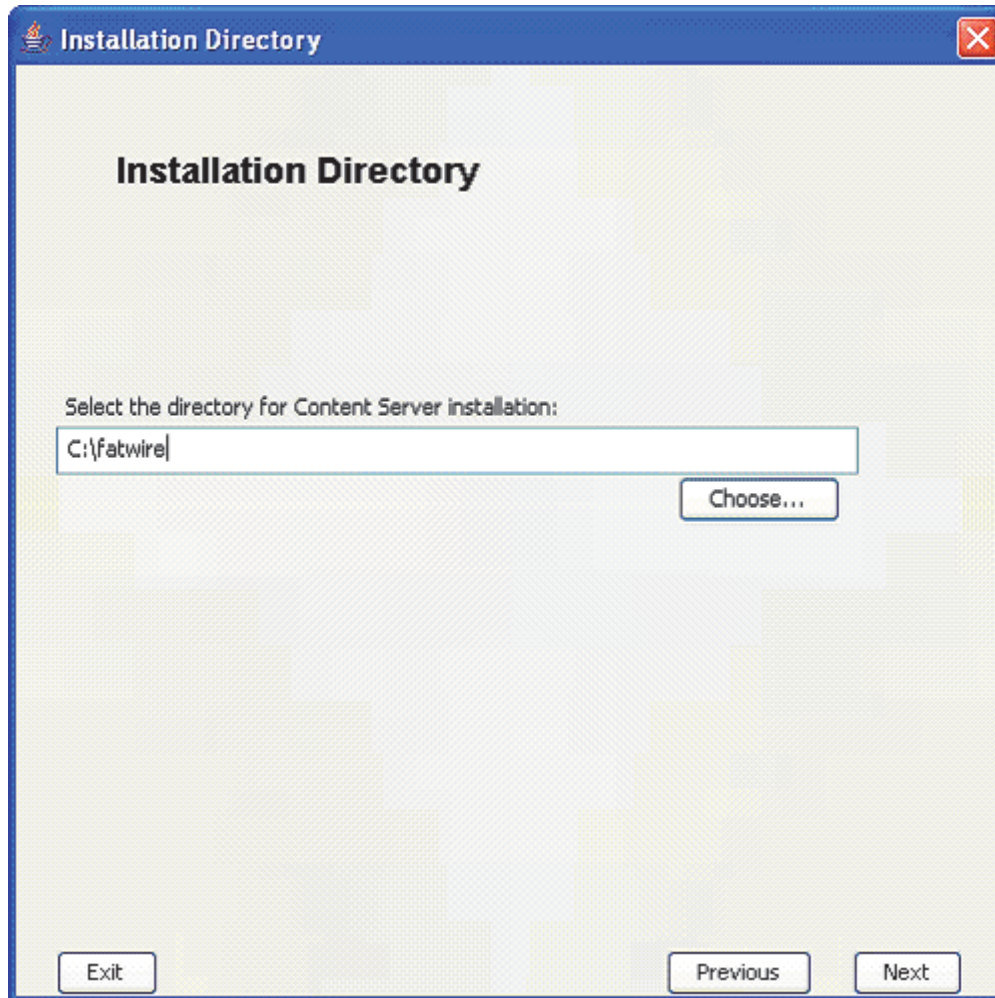 Installation Directory
Installation Directory
Select the directory for Content Server installation:
C:\fatwire
Choose...
Exit Previous Next